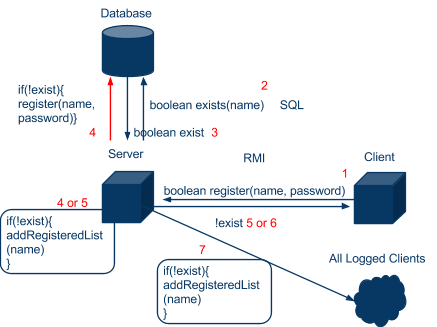 Database
if(!exist){
register(name,
password)}
2
boolean exists(name)
SQL
4
boolean exist
3
Server
RMI
Client
1
boolean register(name, password)
4 or 5
!exist 5 or 6
if(!exist){
addRegisteredList
(name)
}
7
All Logged Clients
if(!exist){
addRegisteredList
(name)
}